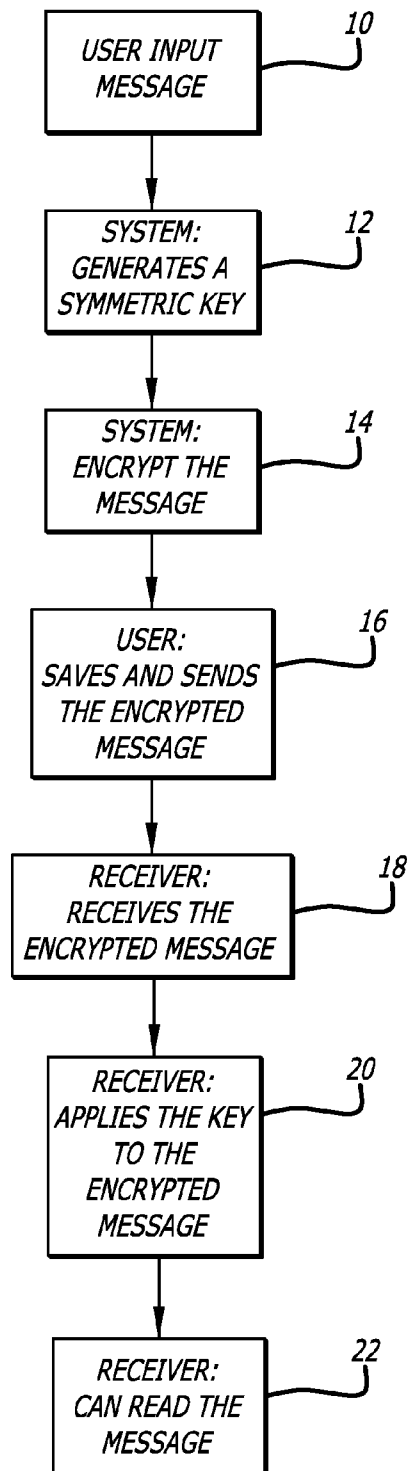 10
USER INPUT
MESSAGE
12
SYSTEM:
GENERATES A
SYMMETRIC KEY
14
SYSTEM:
ENCRYPT THE
MESSAGE
16
USER:
SAVES AND SENDS
THE ENCRYPTED
MESSAGE
18
RECEIVER:
RECEIVES THE
ENCRYPTED MESSAGE
20
RECEIVER:
APPLIES THE KEY
TO THE
ENCRYPTED
MESSAGE
22
RECEIVER:
CAN READ THE
MESSAGE